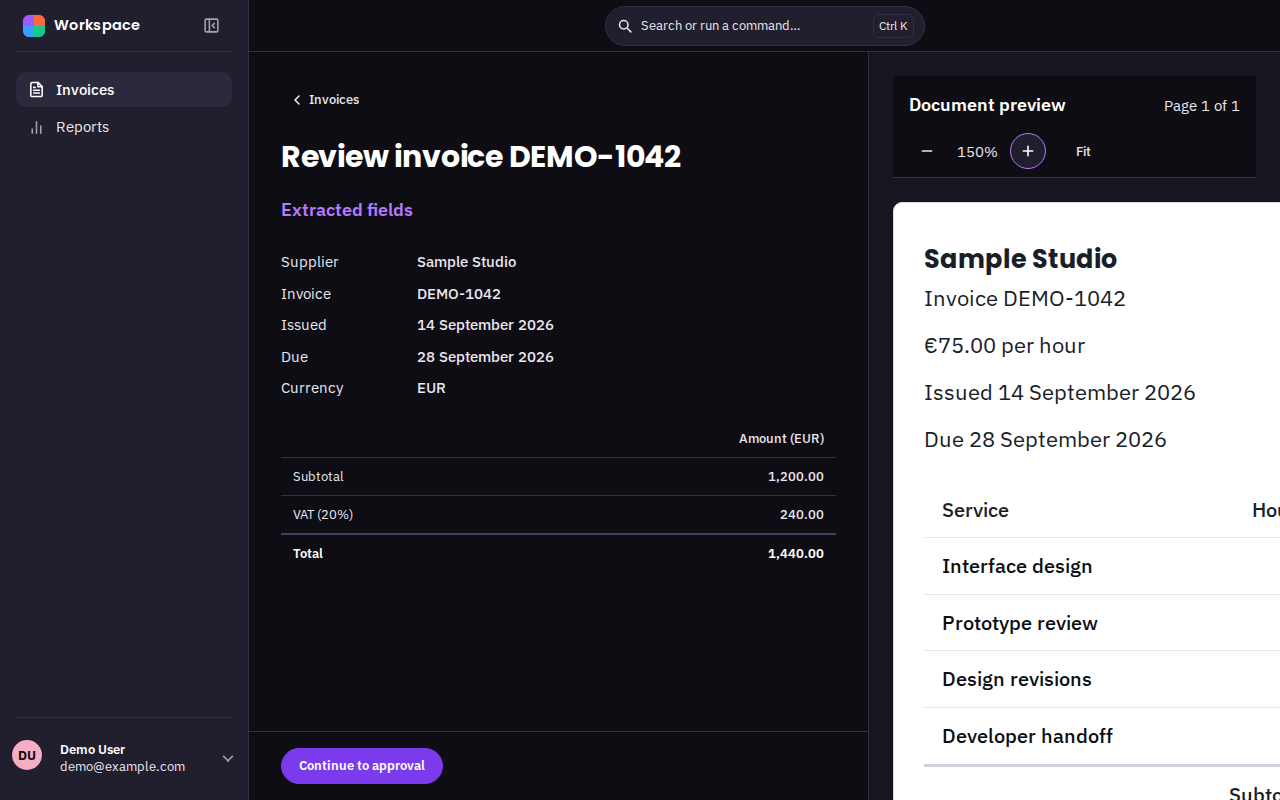 Workspace
Search or run a command...
Ctrl K
Invoices
Reports
Invoices
Review invoice DEMO-1042
Extracted fields
Supplier Sample Studio
Invoice DEMO-1042
Issued 14 September 2026
Due 28 September 2026
Currency EUR
Amount (EUR)
Subtotal 1,200.00
VAT (20%) 240.00
Total 1,440.00
Continue to approval
Document preview Page 1 of 1
− 150% + Fit
Sample Studio
Invoice DEMO-1042
€75.00 per hour
Issued 14 September 2026
Due 28 September 2026
Service
Interface design
Prototype review
Design revisions
Developer handoff
DU
Demo User
demo@example.com